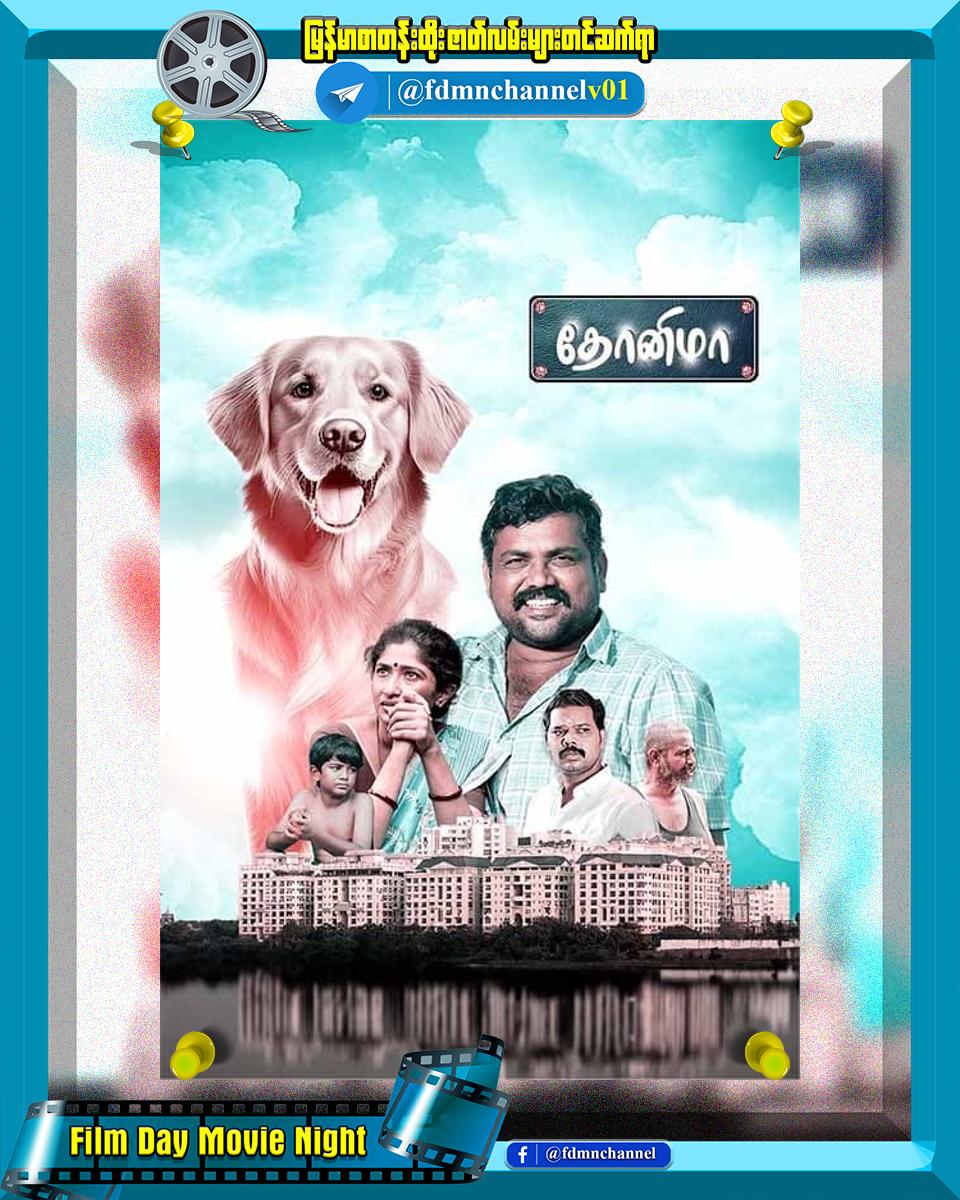 မြန်မာစာတန်းထိုးဇာတ်လမ်းများတင်ဆက်ရာ
@fdmnchannelv01
தோனிமா
Film Day Movie Night
@fdmnchannel